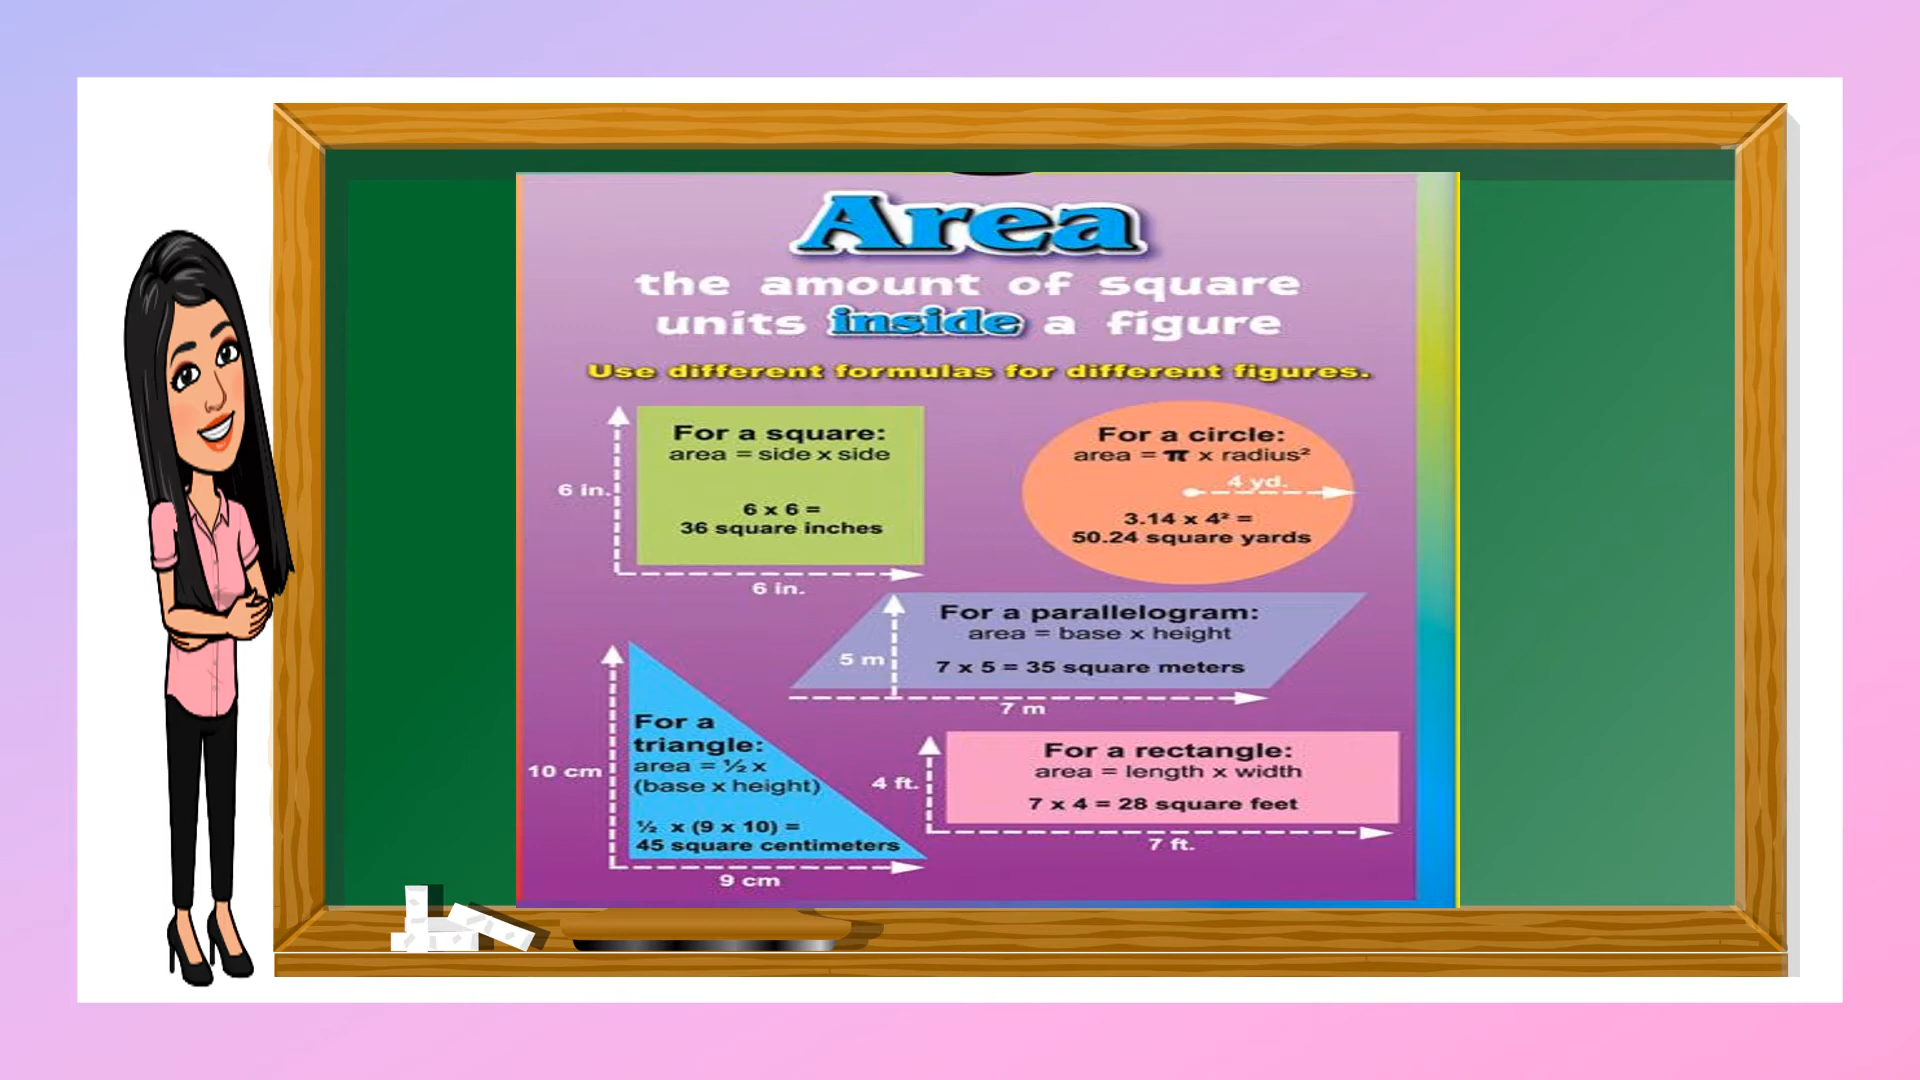 Area
the amount of square
units inside a figure
Use different formulas for different figures.
For a square:
area = side x side
6 x 6 =
36 square inches
6 in.
6 in.
For a circle:
area = π x radius²
4 yd.
3.14 x 4² =
50.24 square yards
For a parallelogram:
area = base x height
5 m
7 x 5 = 35 square meters
7 m
For a
triangle:
area = ½ x
(base x height)
10 cm
½ x (9 x 10) =
45 square centimeters
9 cm
For a rectangle:
area = length x width
4 ft.
7 x 4 = 28 square feet
7 ft.